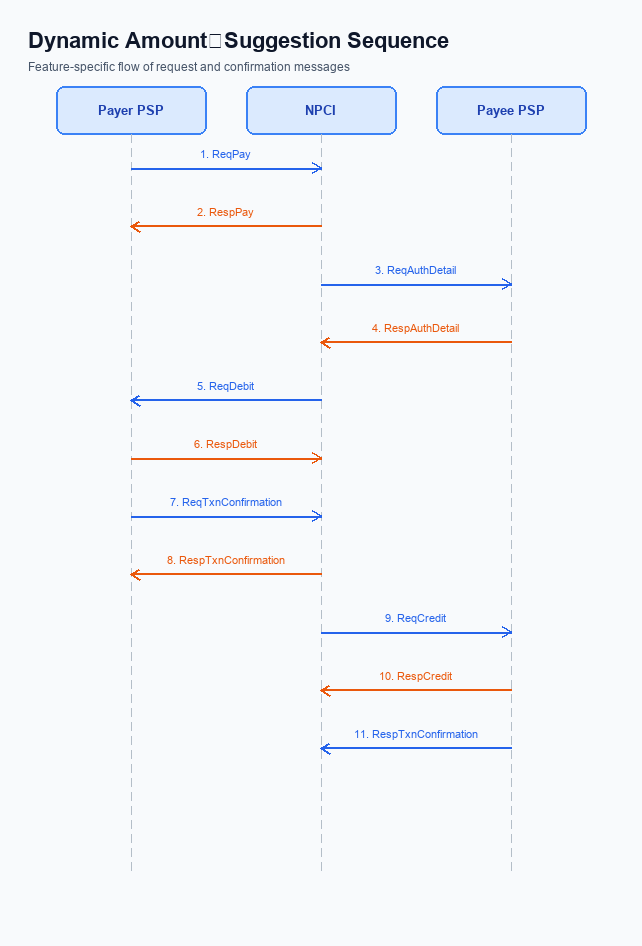 Dynamic Amount□Suggestion Sequence
Feature-specific flow of request and confirmation messages
Payer PSP
NPCI
Payee PSP
1. ReqPay
2. RespPay
3. ReqAuthDetail
4. RespAuthDetail
5. ReqDebit
6. RespDebit
7. ReqTxnConfirmation
8. RespTxnConfirmation
9. ReqCredit
10. RespCredit
11. RespTxnConfirmation